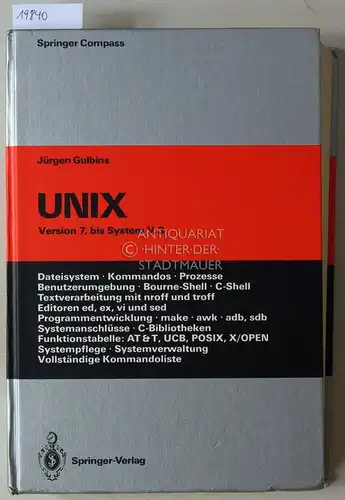 19840
Springer Compass
Jürgen Gulbins
UNIX
Version 7, bis System V.3
ANTIQUARIAT
·HINTER·DER·
STADTMAUER
Dateisystem · Kommandos · Prozesse
Benutzerumgebung · Bourne-Shell · C-Shell
Textverarbeitung mit nroff und troff
Editoren ed, ex, vi und sed
Programmentwicklung · make · awk · adb, sdb
Systemanschlüsse · C-Bibliotheken
Funktionstabelle: AT & T, UCB, POSIX, X/OPEN
Systempflege · Systemverwaltung
Vollständige Kommandoliste
Springer-Verlag